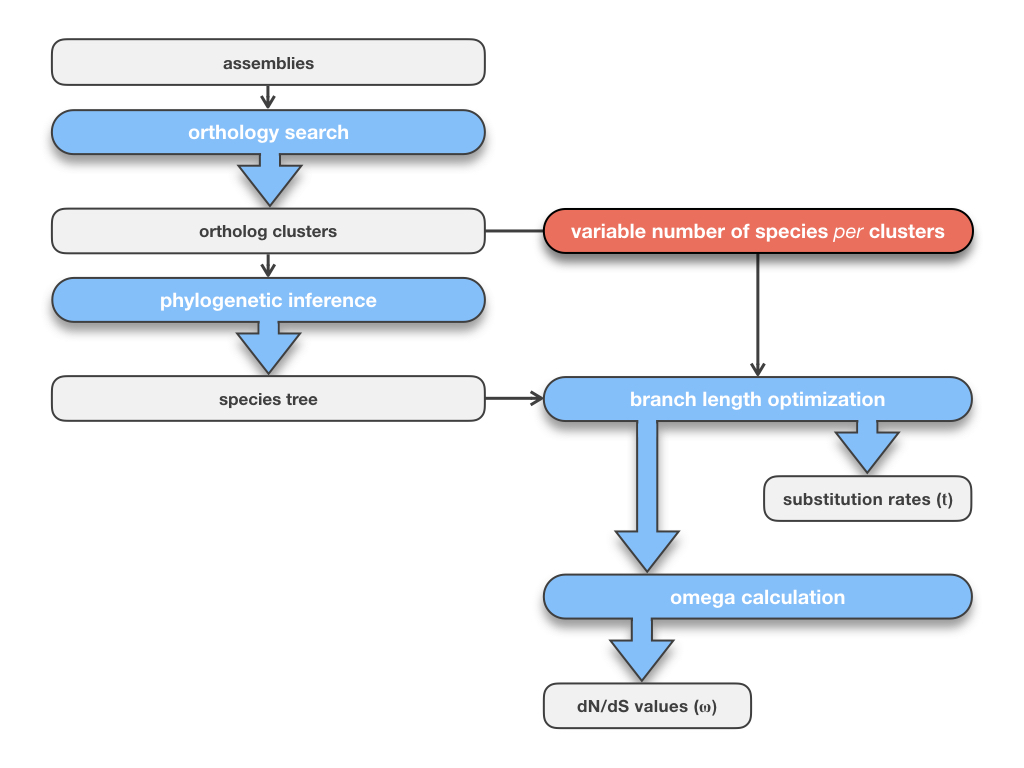 assemblies
orthology search
ortholog clusters
variable number of species per clusters
phylogenetic inference
species tree
branch length optimization
substitution rates (t)
omega calculation
dN/dS values (ω)